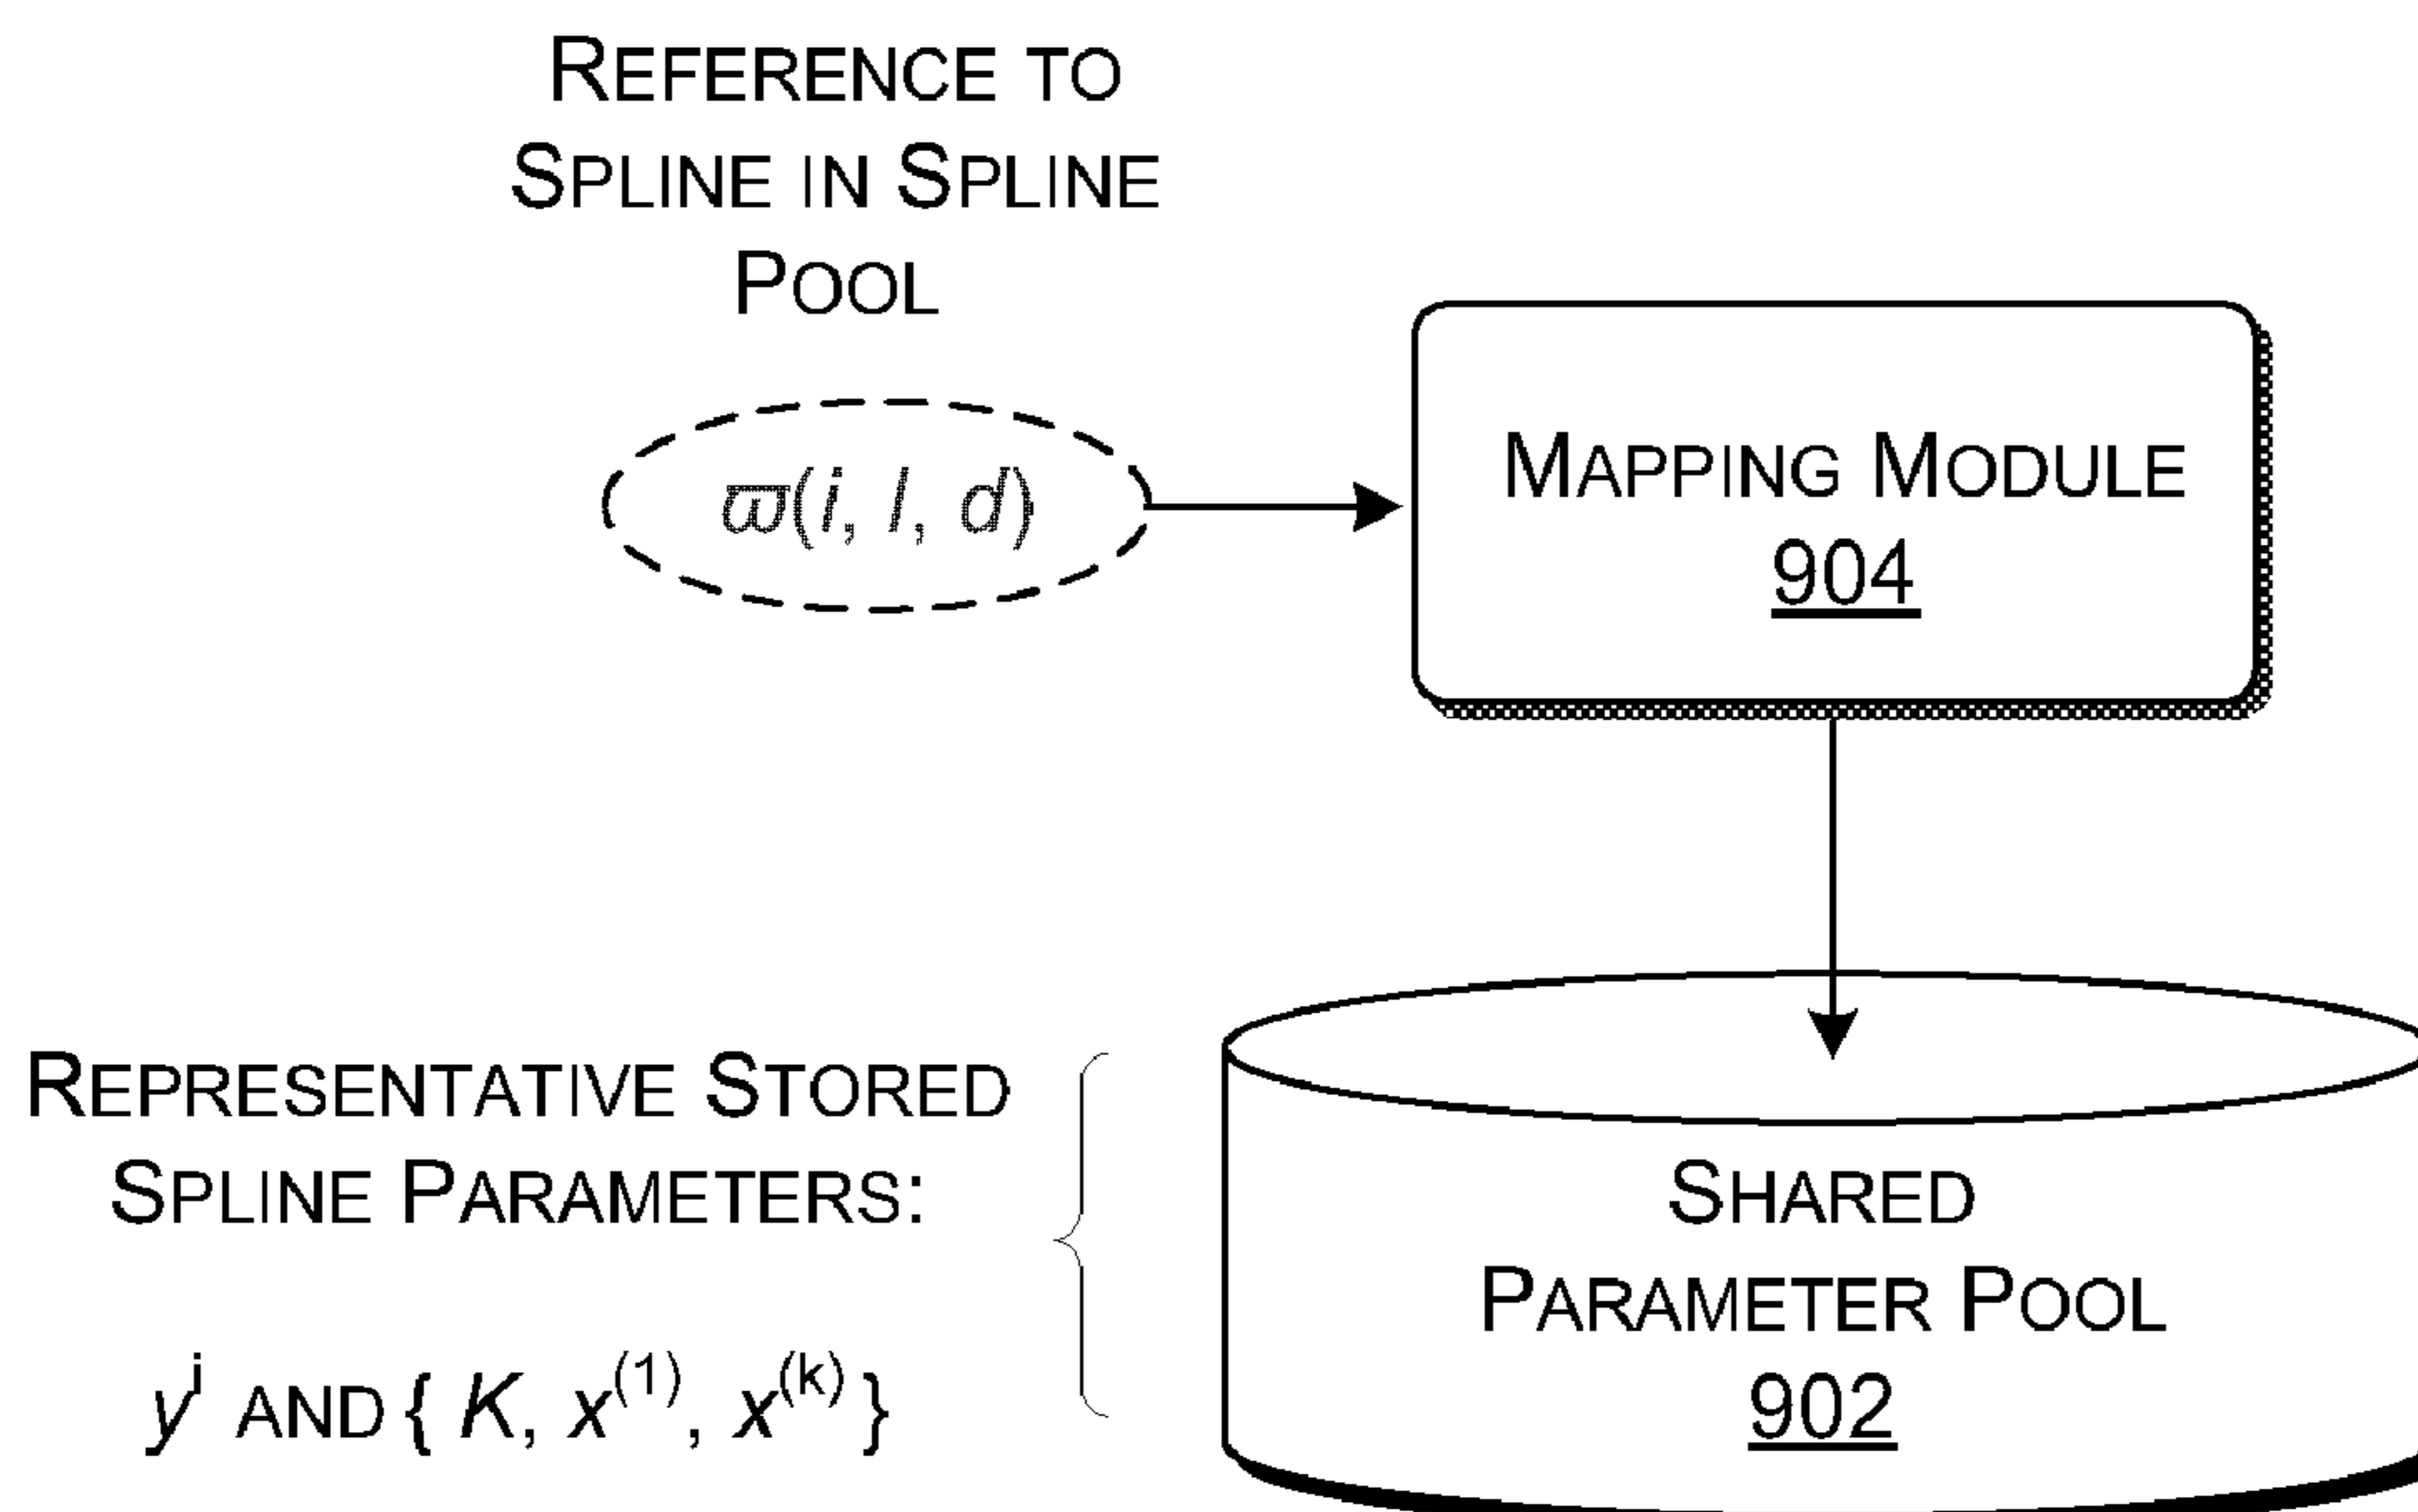 REFERENCE TO
SPLINE IN SPLINE
POOL
ϖ(i, l, d)
MAPPING MODULE
904
REPRESENTATIVE STORED
SPLINE PARAMETERS:
yⁱ AND { K, x⁽¹⁾, x⁽ᵏ⁾ }
SHARED
PARAMETER POOL
902